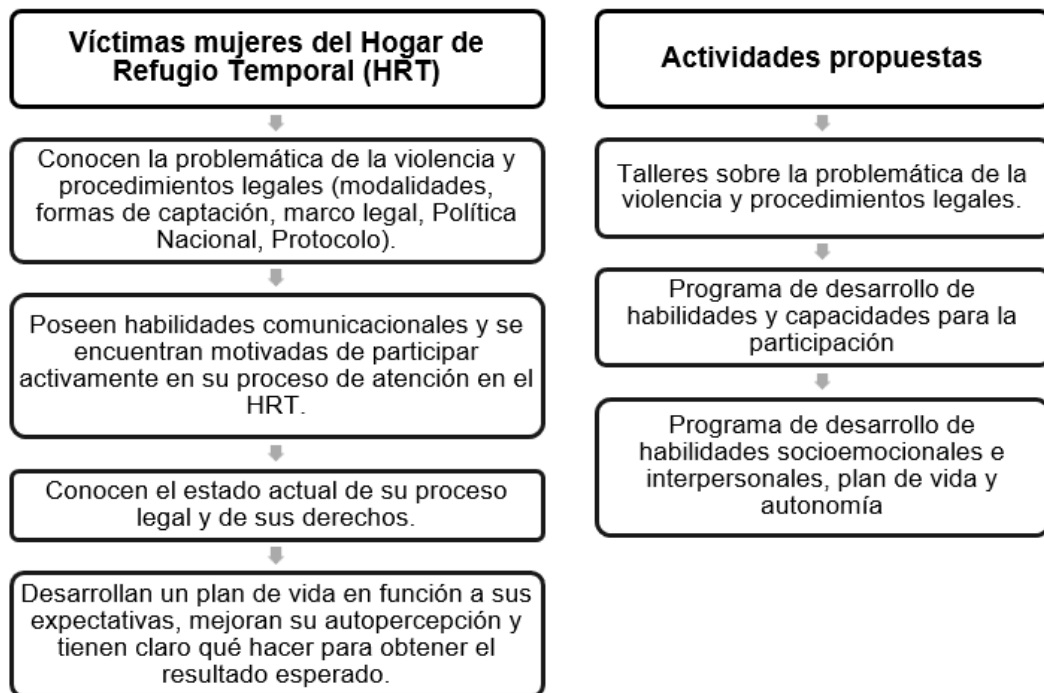 Víctimas mujeres del Hogar de
Refugio Temporal (HRT)
Conocen la problemática de la violencia y
procedimientos legales (modalidades,
formas de captación, marco legal, Política
Nacional, Protocolo).
Poseen habilidades comunicacionales y se
encuentran motivadas de participar
activamente en su proceso de atención en el
HRT.
Conocen el estado actual de su proceso
legal y de sus derechos.
Desarrollan un plan de vida en función a sus
expectativas, mejoran su autopercepción y
tienen claro qué hacer para obtener el
resultado esperado.
Actividades propuestas
Talleres sobre la problemática de la
violencia y procedimientos legales.
Programa de desarrollo de
habilidades y capacidades para la
participación
Programa de desarrollo de
habilidades socioemocionales e
interpersonales, plan de vida y
autonomía